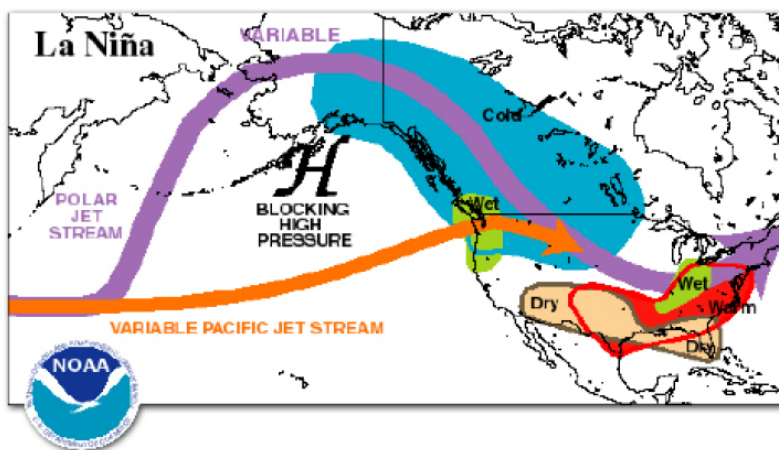 La Niña
VARIABLE
Cold
POLAR
JET
STREAM
H
BLOCKING
HIGH
PRESSURE
Wet
VARIABLE PACIFIC JET STREAM
Wet
Dry
Warm
Dry
NOAA